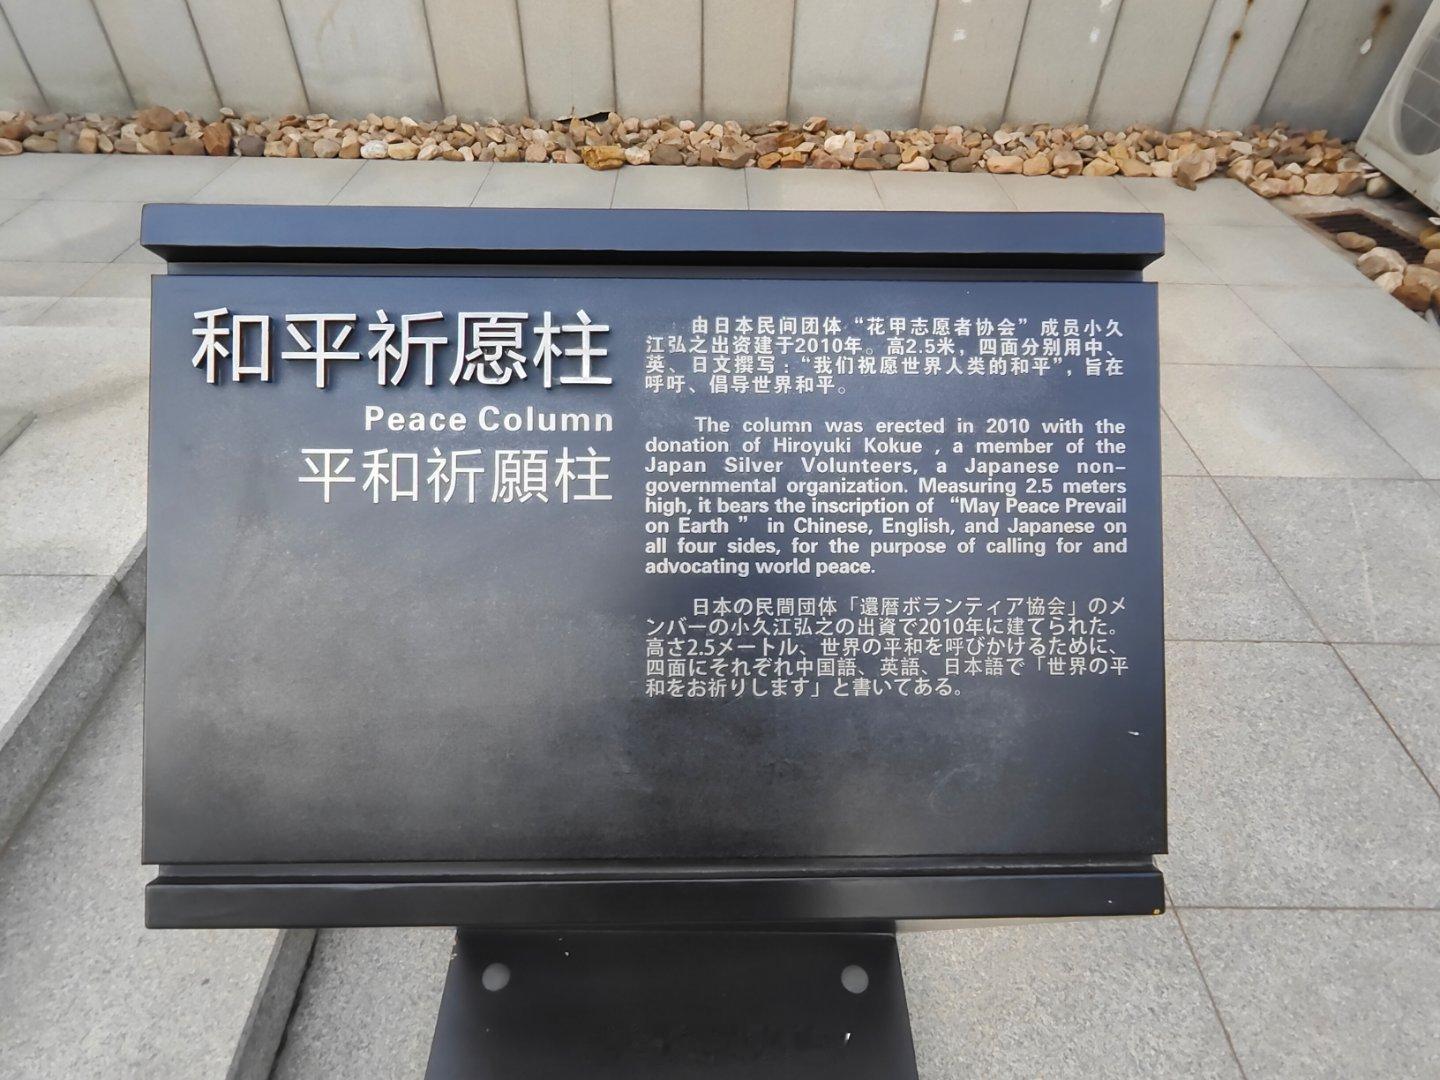 和平祈愿柱
Peace Column
平和祈願柱
由日本民间团体“花甲志愿者协会”成员小久
江弘之出资建于2010年。高2.5米，四面分别用中、
英、日文撰写：“我们祝愿世界人类的和平”，旨在
呼吁、倡导世界和平。
The column was erected in 2010 with the
donation of Hiroyuki Kokue , a member of the
Japan Silver Volunteers, a Japanese non-
governmental organization. Measuring 2.5 meters
high, it bears the inscription of “May Peace Prevail
on Earth ” in Chinese, English, and Japanese on
all four sides, for the purpose of calling for and
advocating world peace.
日本の民間団体「還暦ボランティア協会」のメ
ンバーの小久江弘之の出資で2010年に建てられた。
高さ2.5メートル、世界の平和を呼びかけるために、
四面にそれぞれ中国語、英語、日本語で「世界の平
和をお祈りします」と書いてある。